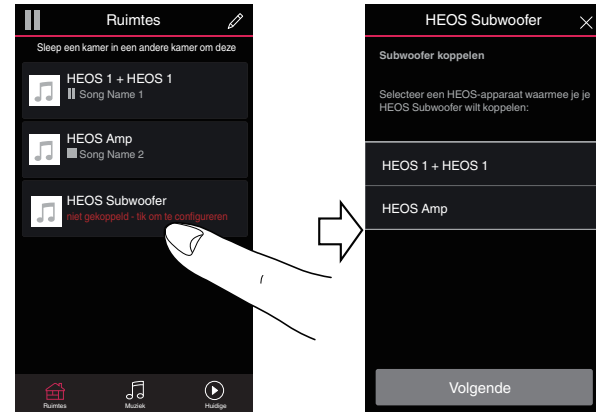 Ruimtes
Sleep een kamer in een andere kamer om deze
HEOS 1 + HEOS 1
Song Name 1
HEOS Amp
Song Name 2
HEOS Subwoofer
niet gekoppeld - tik om te configureren
Ruimtes
Muziek
Huidige
HEOS Subwoofer
Subwoofer koppelen
Selecteer een HEOS-apparaat waarmee je je
HEOS Subwoofer wilt koppelen:
HEOS 1 + HEOS 1
HEOS Amp
Volgende